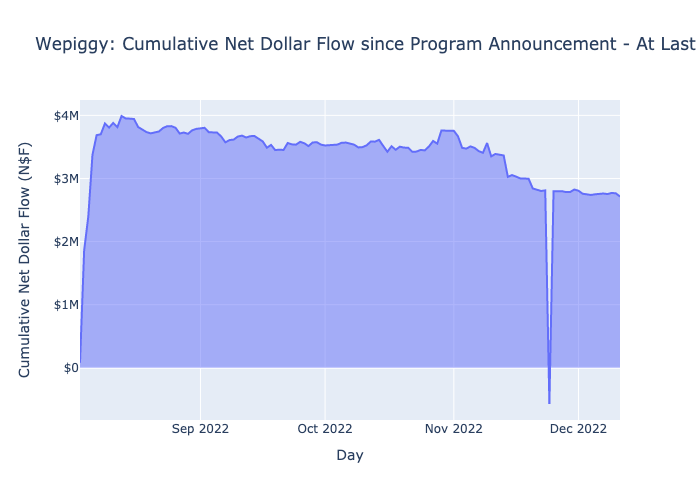 Wepiggy: Cumulative Net Dollar Flow since Program Announcement - At Last
Cumulative Net Dollar Flow (N$F)
$4M
$3M
$2M
$1M
$0
Sep 2022
Oct 2022
Nov 2022
Dec 2022
Day